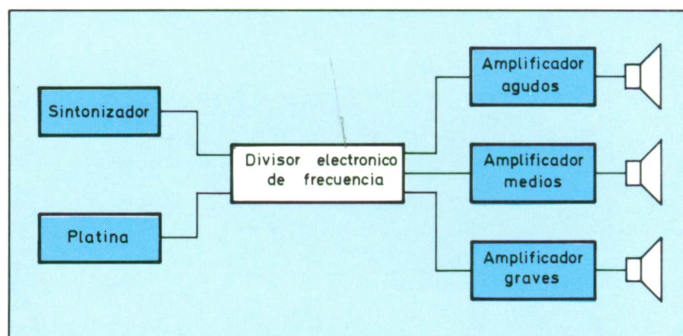 Sintonizador
Platina
Divisor electronico
de frecuencia
Amplificador
agudos
Amplificador
medios
Amplificador
graves